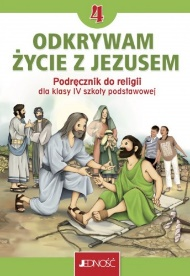 4
ODKRYWAM
ŻYCIE Z JEZUSEM
Podręcznik do religii
dla klasy IV szkoły podstawowej
JEDNOŚĆ